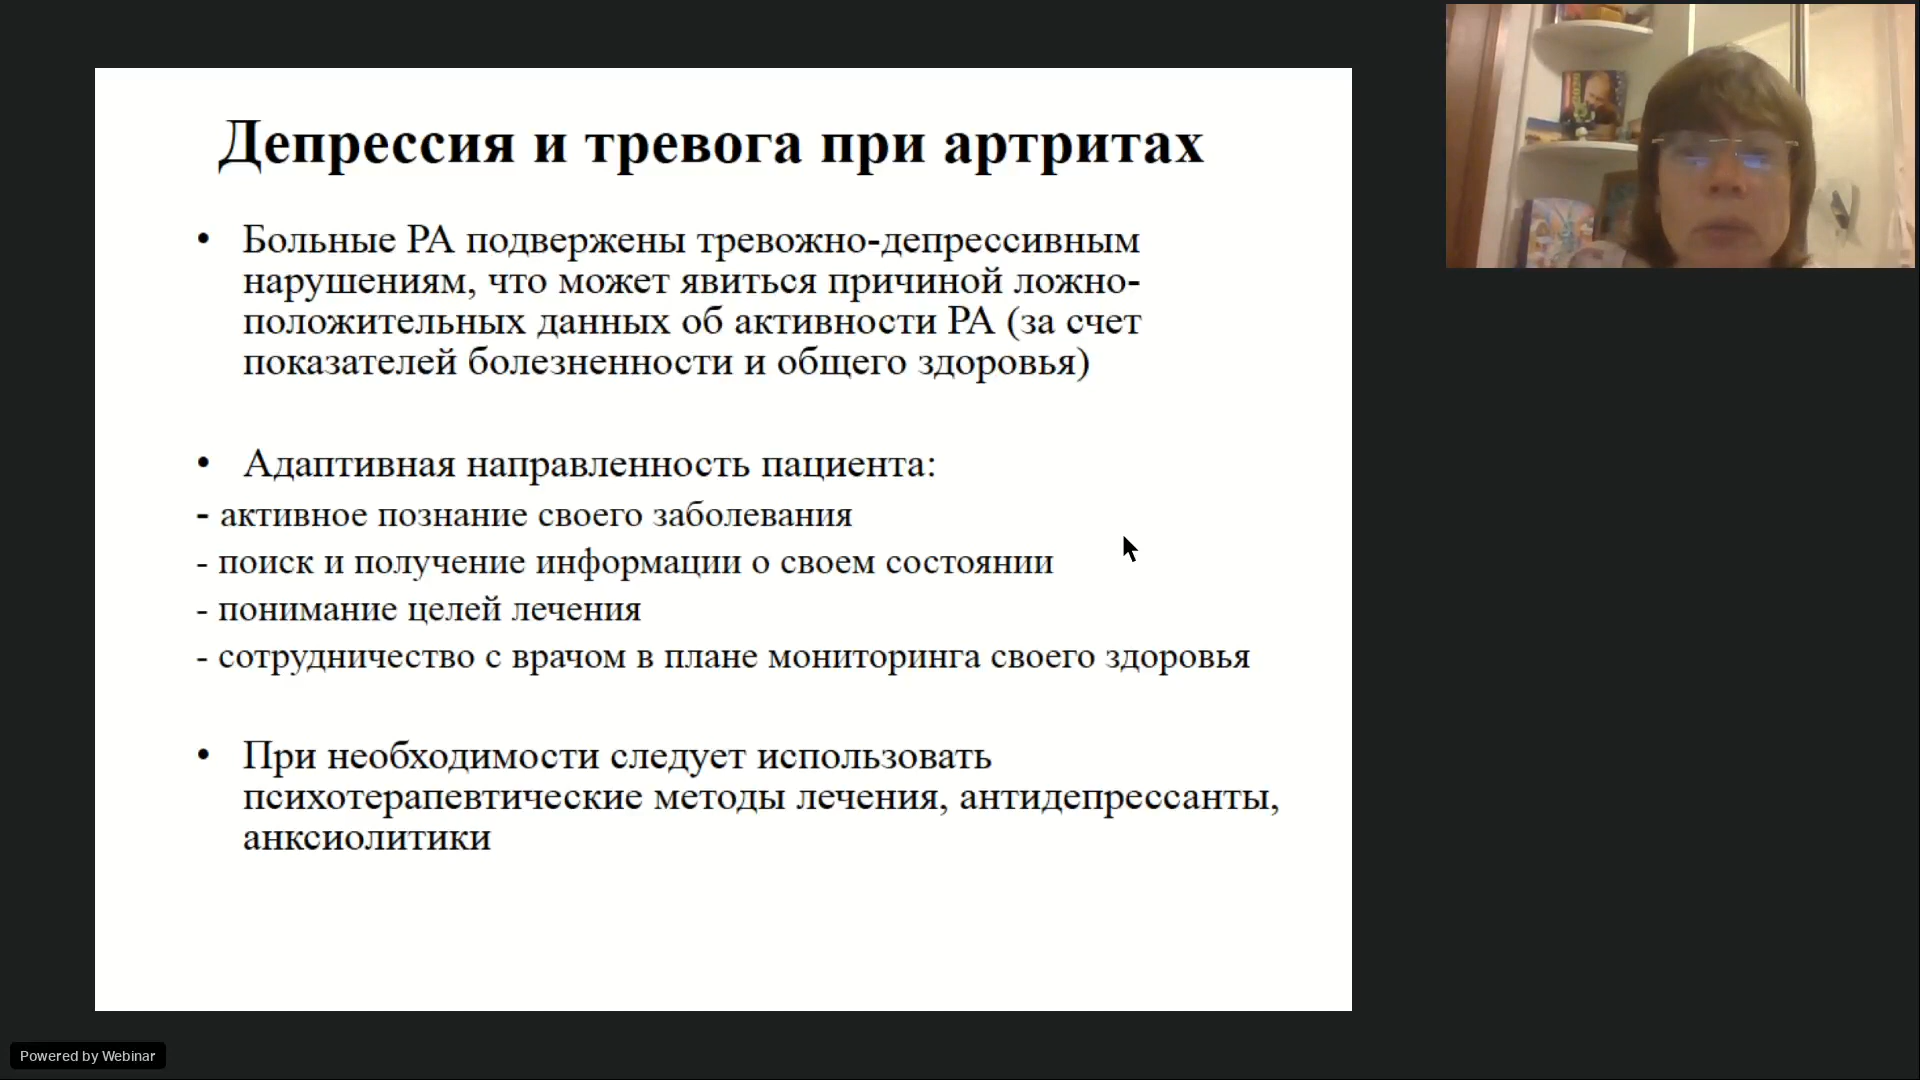 Депрессия и тревога при артритах
• Больные РА подвержены тревожно-депрессивным
нарушениям, что может явиться причиной ложно-
положительных данных об активности РА (за счет
показателей болезненности и общего здоровья)
• Адаптивная направленность пациента:
- активное познание своего заболевания
- поиск и получение информации о своем состоянии
- понимание целей лечения
- сотрудничество с врачом в плане мониторинга своего здоровья
• При необходимости следует использовать
психотерапевтические методы лечения, антидепрессанты,
анксиолитики
Powered by Webinar